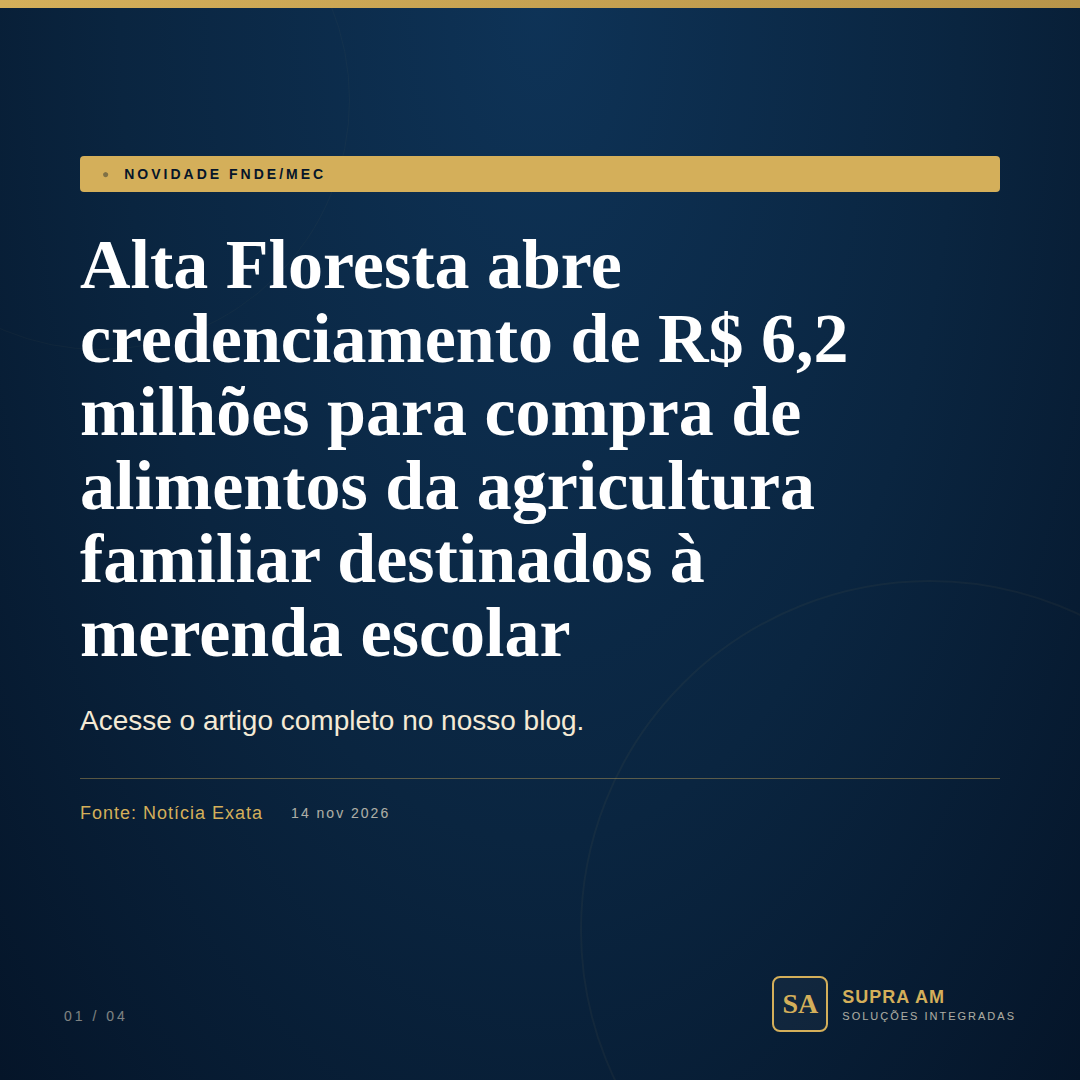 NOVIDADE FNDE/MEC
Alta Floresta abre
credenciamento de R$ 6,2
milhões para compra de
alimentos da agricultura
familiar destinados à
merenda escolar
Acesse o artigo completo no nosso blog.
Fonte: Notícia Exata 14 nov 2026
01 / 04
SA
SUPRA AM
SOLUÇÕES INTEGRADAS